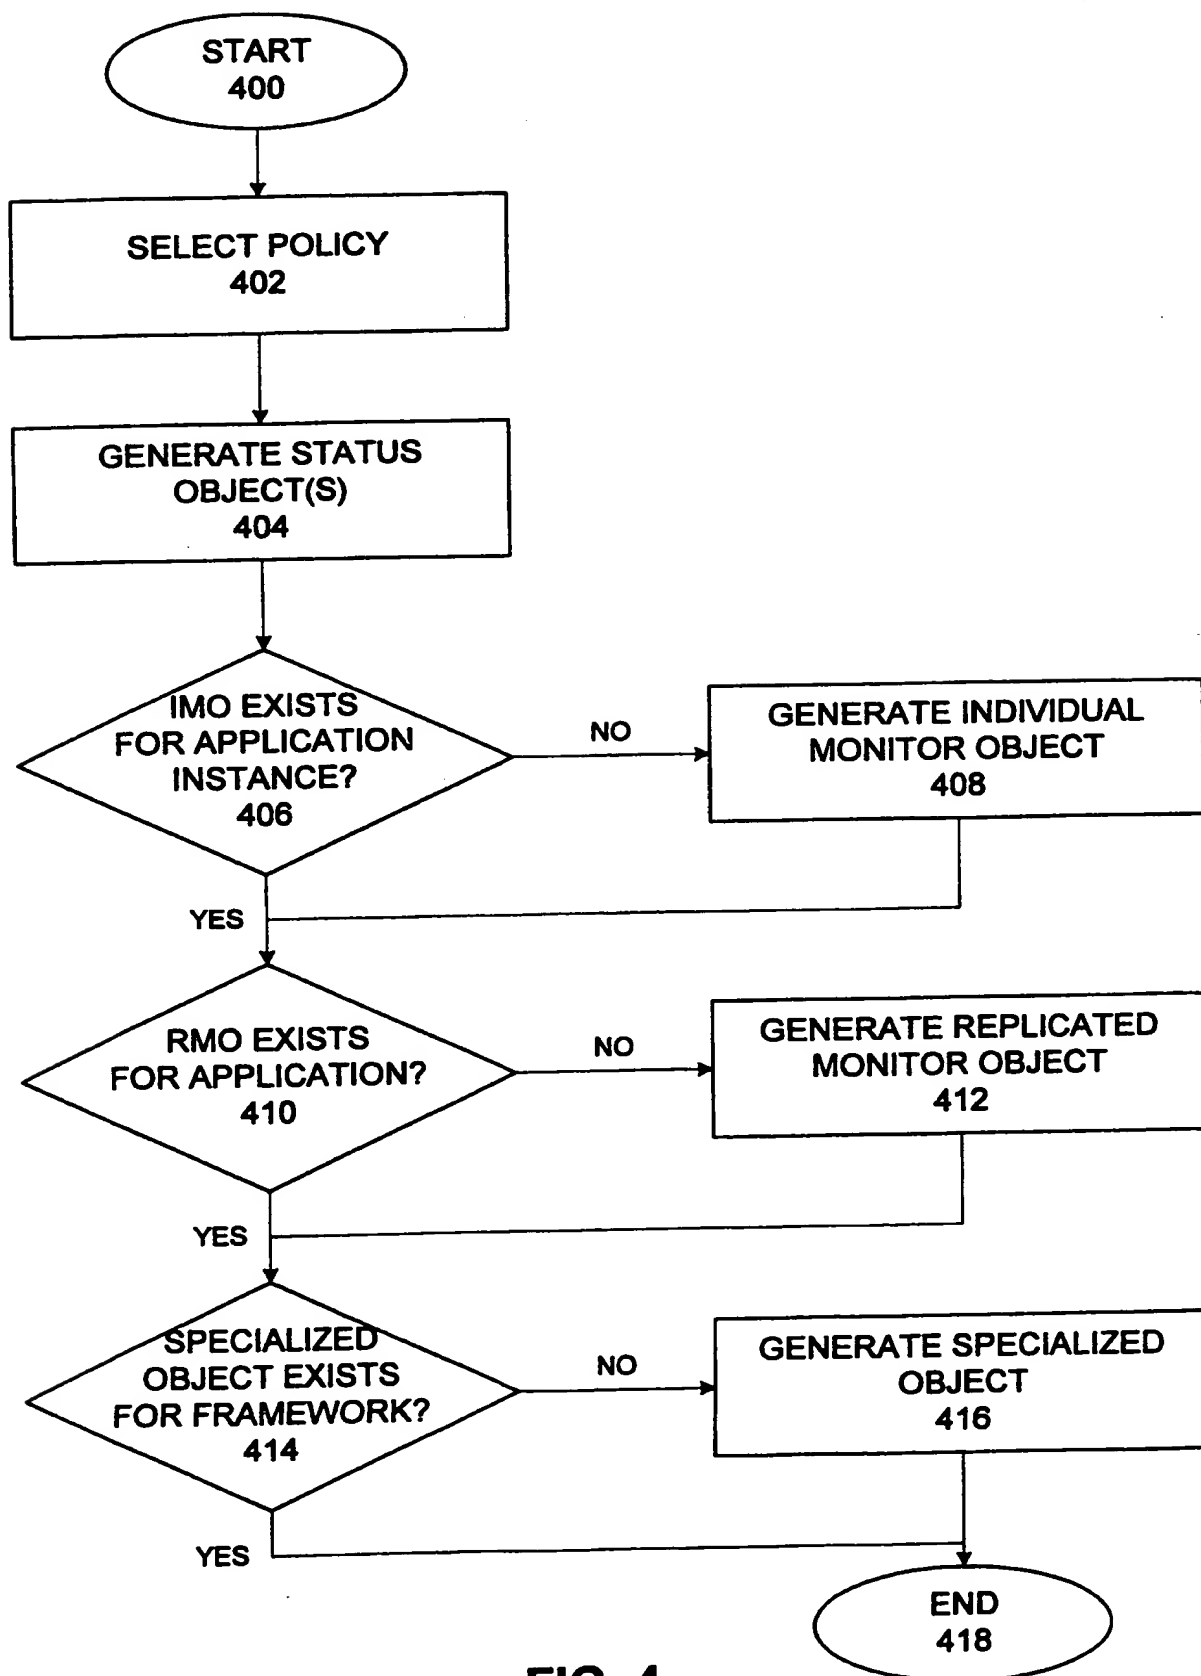 START
400
SELECT POLICY
402
GENERATE STATUS
OBJECT(S)
404
IMO EXISTS
FOR APPLICATION
INSTANCE?
406
NO
GENERATE INDIVIDUAL
MONITOR OBJECT
408
YES
RMO EXISTS
FOR APPLICATION?
410
NO
GENERATE REPLICATED
MONITOR OBJECT
412
YES
SPECIALIZED
OBJECT EXISTS
FOR FRAMEWORK?
414
NO
GENERATE SPECIALIZED
OBJECT
416
YES
END
418
FIG. 4